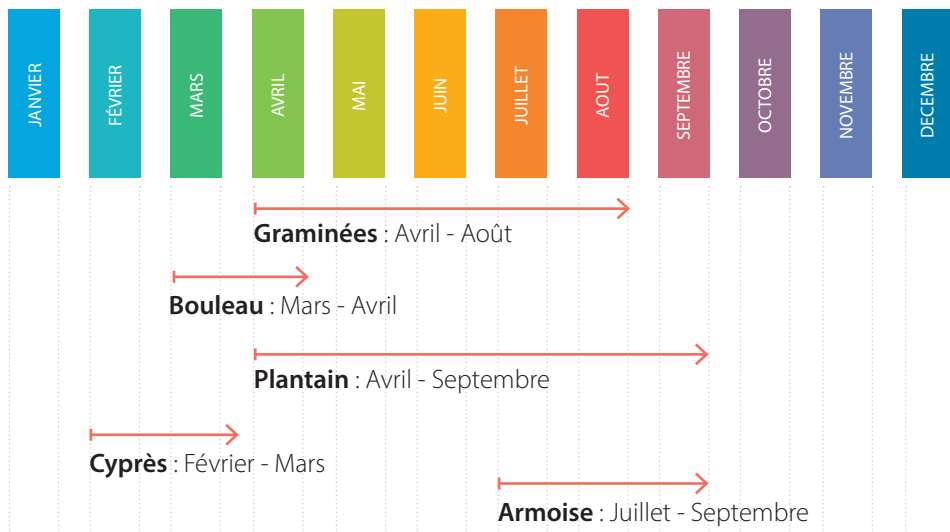 JANVIER
FÉVRIER
MARS
AVRIL
MAI
JUIN
JUILLET
AOUT
SEPTEMBRE
OCTOBRE
NOVEMBRE
DECEMBRE
Graminées : Avril - Août
Bouleau : Mars - Avril
Plantain : Avril - Septembre
Cyprès : Février - Mars
Armoise : Juillet - Septembre